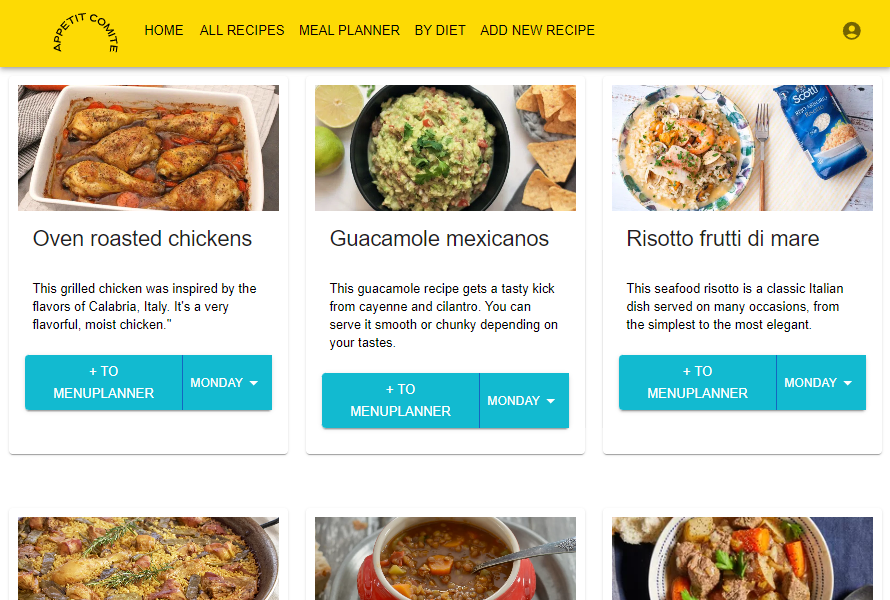 APPETIT COMITE
HOME ALL RECIPES MEAL PLANNER BY DIET ADD NEW RECIPE
Scotti
Oven roasted chickens
This grilled chicken was inspired by the
flavors of Calabria, Italy. It's a very
flavorful, moist chicken."
+ TO
MENUPLANNER
MONDAY
Guacamole mexicanos
This guacamole recipe gets a tasty kick
from cayenne and cilantro. You can
serve it smooth or chunky depending on
your tastes.
+ TO
MENUPLANNER
MONDAY
Risotto frutti di mare
This seafood risotto is a classic Italian
dish served on many occasions, from
the simplest to the most elegant.
+ TO
MENUPLANNER
MONDAY